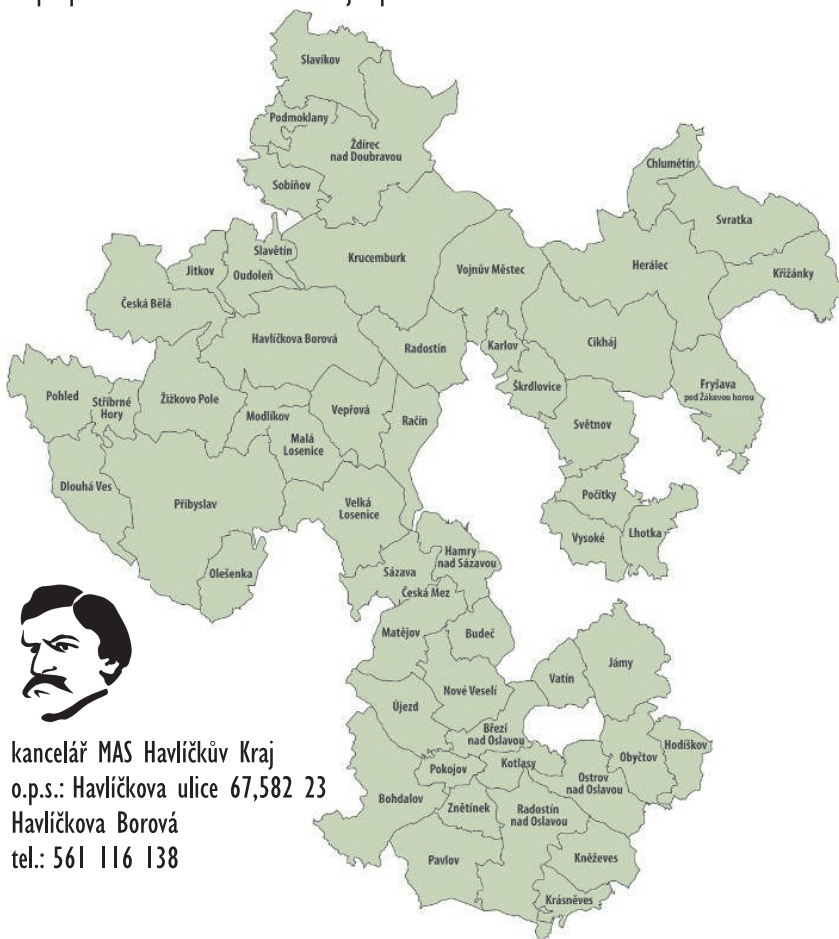 Slavíkov
Podmoklany
Ždírec
nad Doubravou
Sobíňov
Chlumětín
Svratka
Slavětín
Jitkov
Oudoleň
Krucemburk
Vojnův Městec
Herálec
Křižánky
Česká Bělá
Havlíčkova Borová
Radostín
Karlov
Cikháj
Škrdlovice
Fryšava
pod Žákovou horou
Pohled
Stříbrné
Hory
Žižkovo Pole
Modlíkov
Vepřová
Račín
Světnov
Malá
Losenice
Dlouhá Ves
Přibyslav
Velká
Losenice
Počítky
Vysoké
Lhotka
Olešenka
Hamry
nad Sázavou
Sázava
Česká Mez
Matějov
Budeč
Vatín
Jámy
Újezd
Nové Veselí
Březí
nad Oslavou
Obyčtov
Hodíškov
Pokojov
Kotlasy
Ostrov
nad Oslavou
Bohdalov
Znětínek
Radostín
nad Oslavou
Pavlov
Kněževes
Krásněves
kancelář MAS Havlíčkův Kraj
o.p.s.: Havlíčkova ulice 67,582 23
Havlíčkova Borová
tel.: 561 116 138